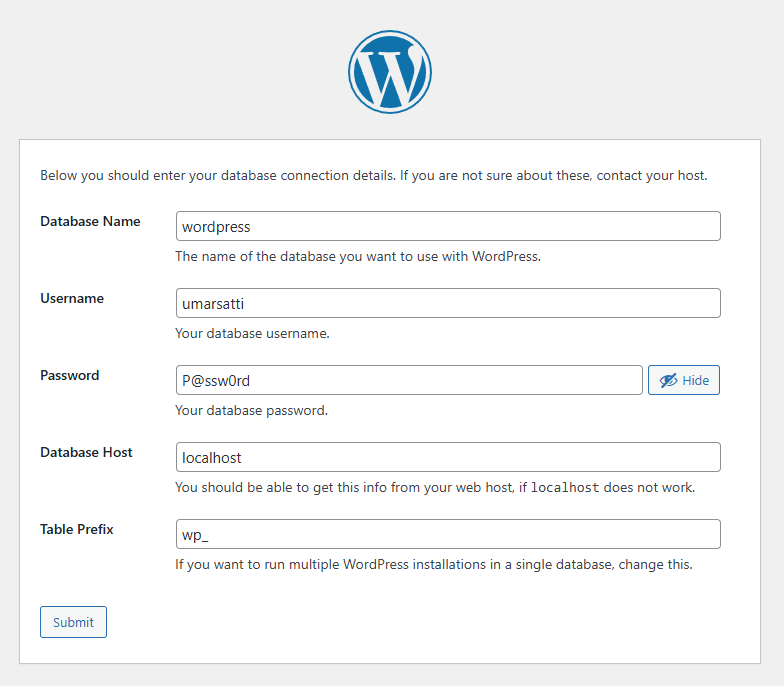 Below you should enter your database connection details. If you are not sure about these, contact your host.
Database Name
wordpress
The name of the database you want to use with WordPress.
Username
umarsatti
Your database username.
Password
P@ssw0rd
Hide
Your database password.
Database Host
localhost
You should be able to get this info from your web host, if localhost does not work.
Table Prefix
wp_
If you want to run multiple WordPress installations in a single database, change this.
Submit